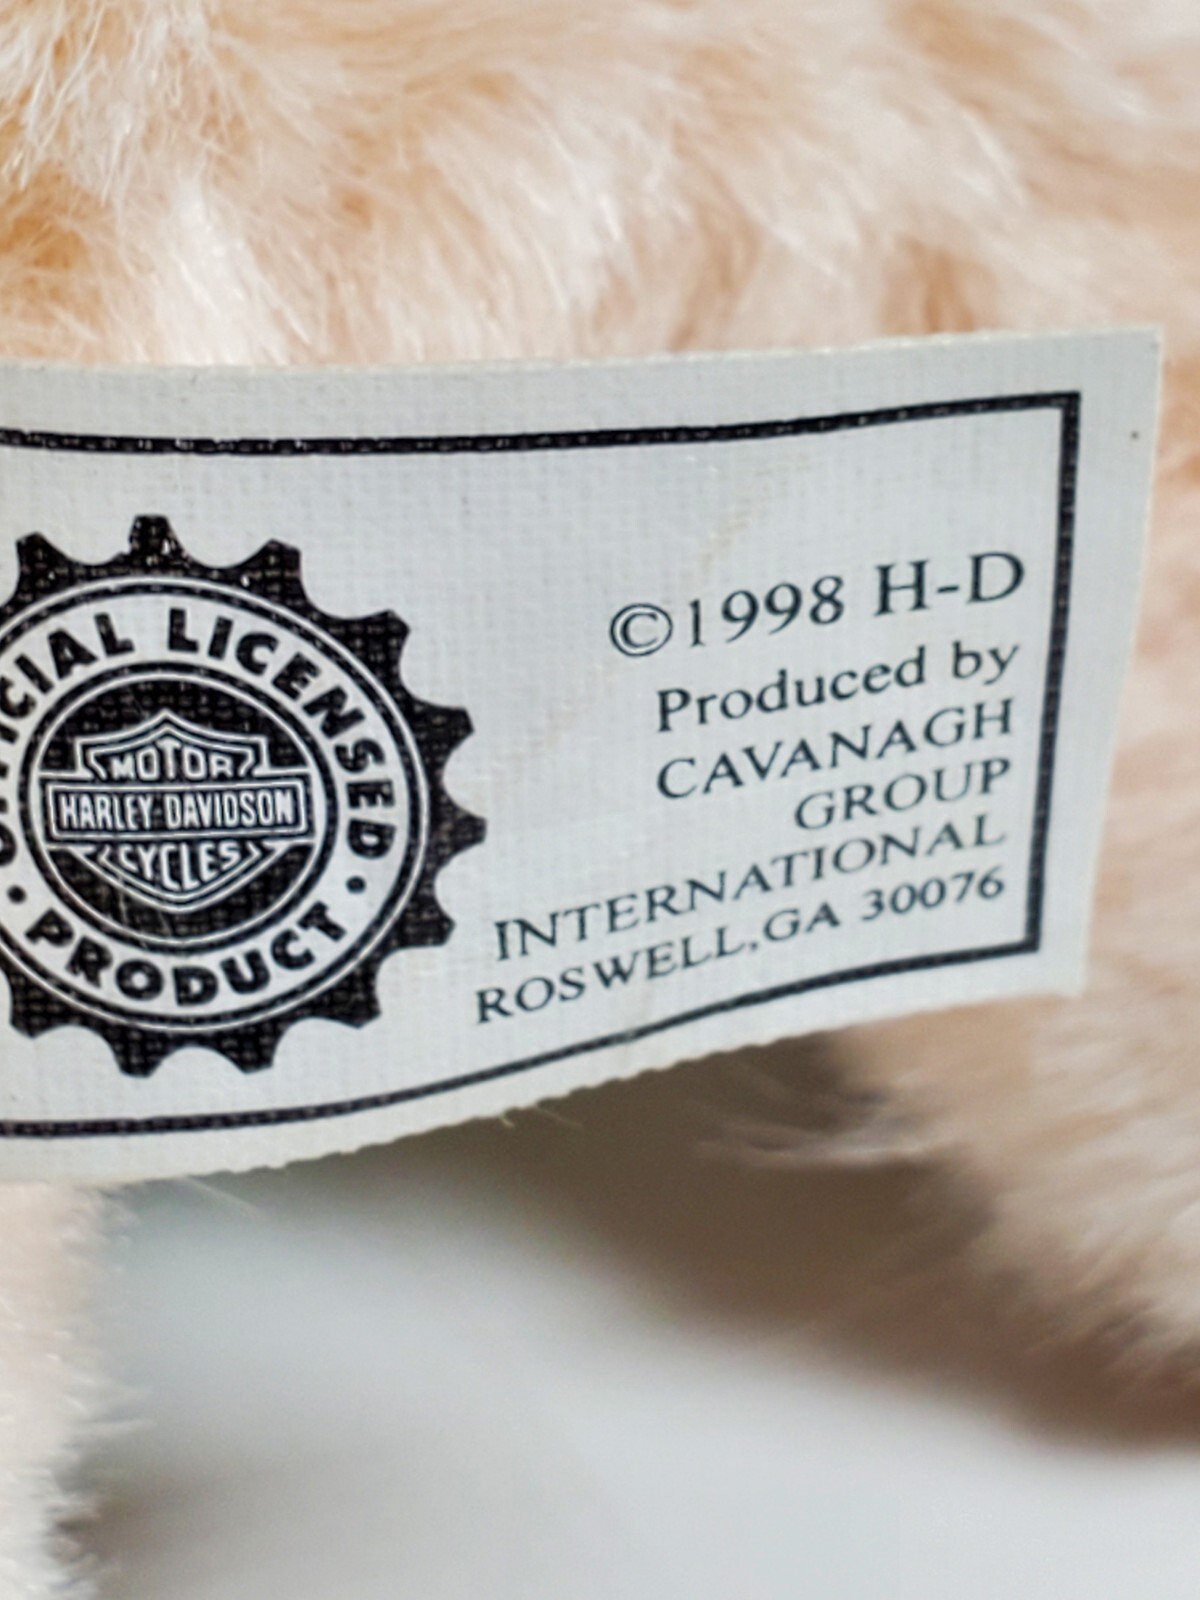 OFFICIAL LICENSED
MOTOR
HARLEY-DAVIDSON
CYCLES
• PRODUCT •
©1998 H-D
Produced by
CAVANAGH
GROUP
INTERNATIONAL
ROSWELL,GA 30076